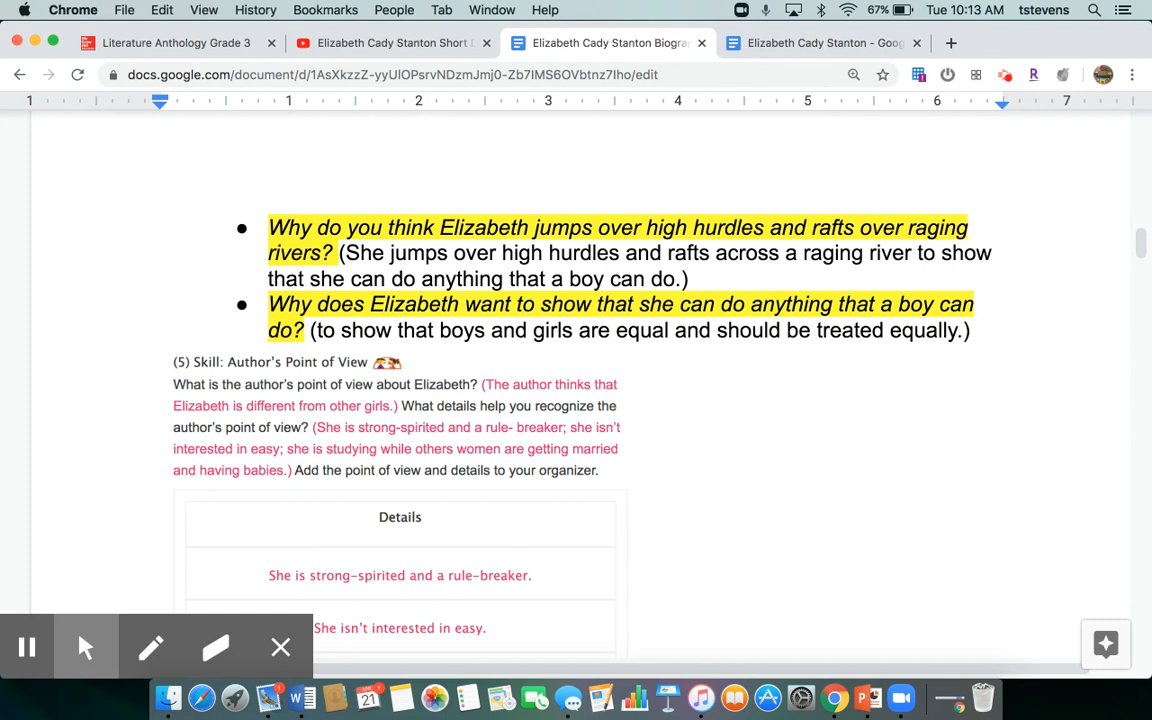 Chrome File Edit View History Bookmarks People Tab Window Help 67% Tue 10:13 AM tstevens
Literature Anthology Grade 3 Elizabeth Cady Stanton Short D Elizabeth Cady Stanton Biogra Elizabeth Cady Stanton - Goog
docs.google.com/document/d/1AsXkzzZ-yyUlOPsrvNDzmJmj0-Zb7lMS6OVbtnz7Iho/edit
1 1 2 3 4 5 6 7
• Why do you think Elizabeth jumps over high hurdles and rafts over raging
rivers? (She jumps over high hurdles and rafts across a raging river to show
that she can do anything that a boy can do.)
• Why does Elizabeth want to show that she can do anything that a boy can
do? (to show that boys and girls are equal and should be treated equally.)
(5) Skill: Author's Point of View
What is the author's point of view about Elizabeth? (The author thinks that
Elizabeth is different from other girls.) What details help you recognize the
author's point of view? (She is strong-spirited and a rule- breaker; she isn't
interested in easy; she is studying while others women are getting married
and having babies.) Add the point of view and details to your organizer.
Details
She is strong-spirited and a rule-breaker.
She isn't interested in easy.